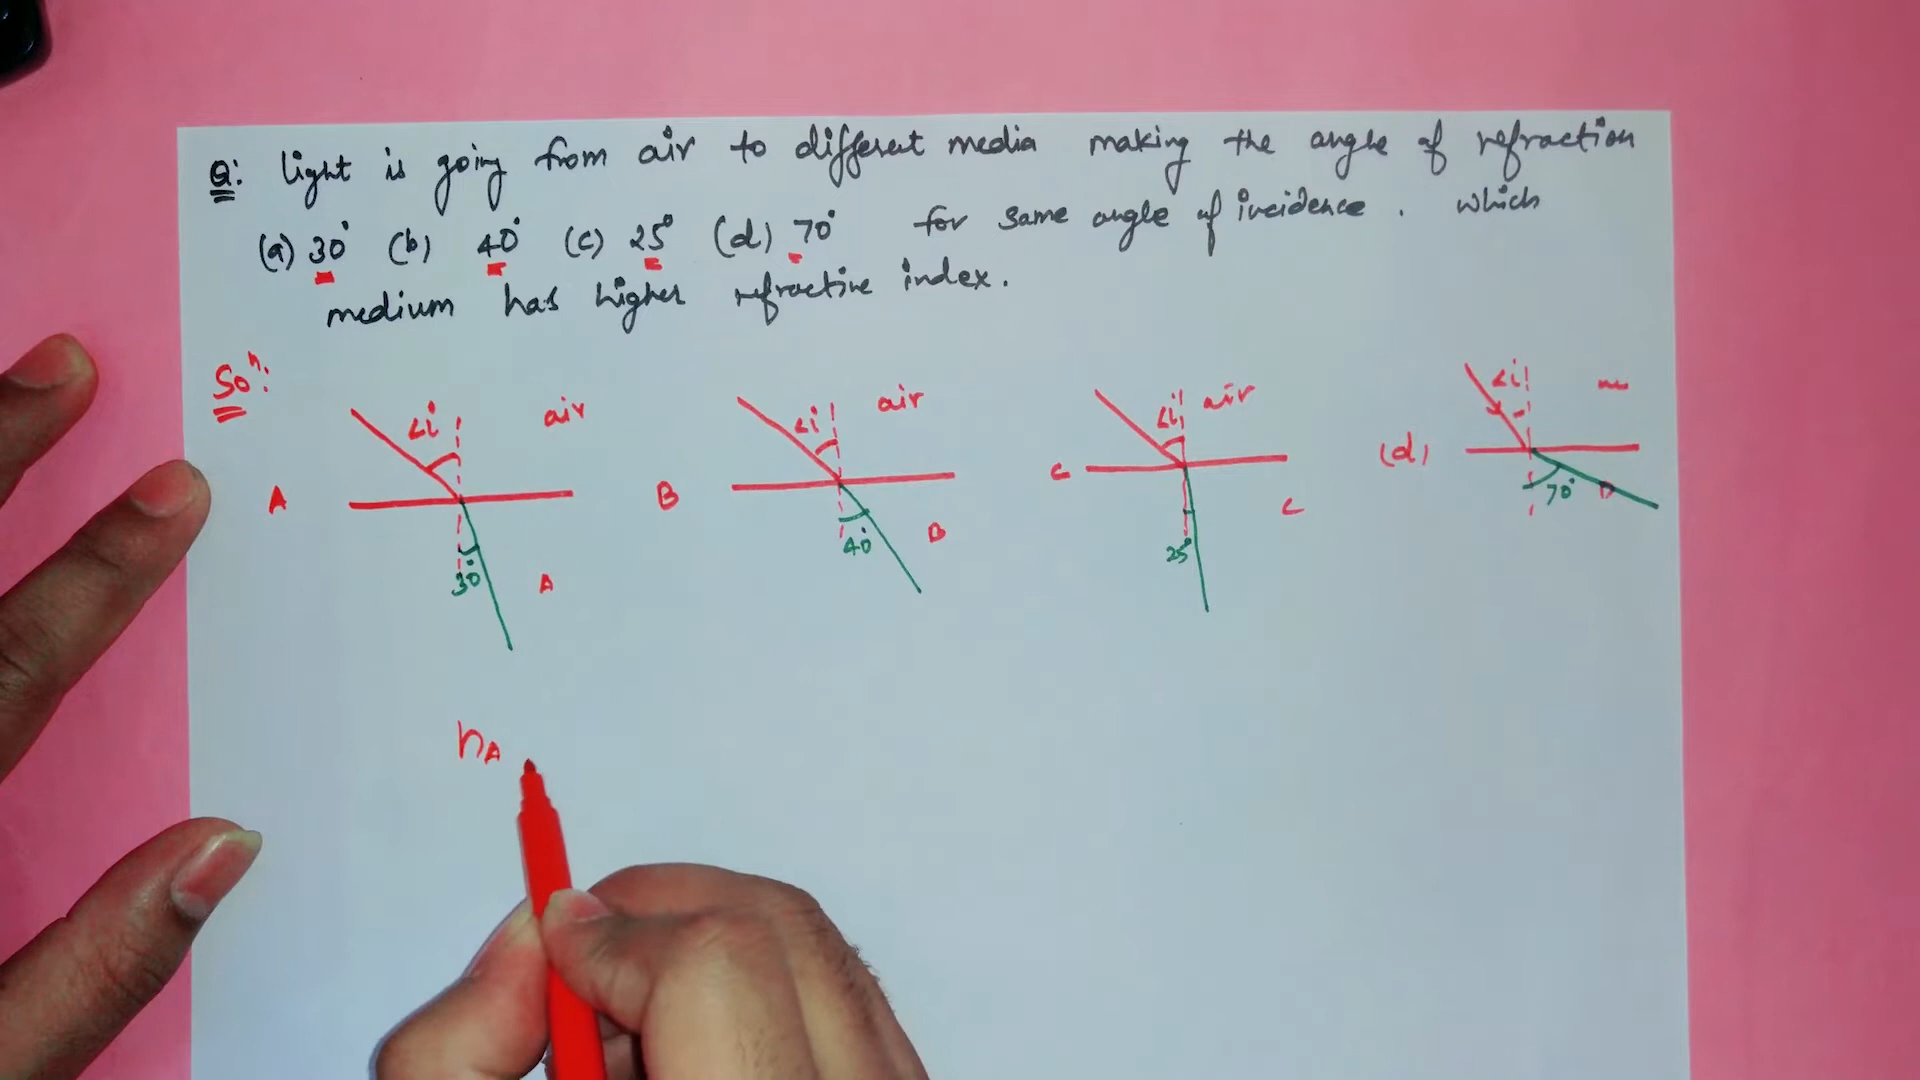 Q: light is going from air to different media making the angle of refraction
(a) 30° (b) 40° (c) 25° (d) 70° for same angle of incidence. which
medium has higher refractive index.
Soⁿ:
∠i air
A
30° A
∠i air
B
40° B
∠i air
C
25° C
∠i
(d)
70° D
nA